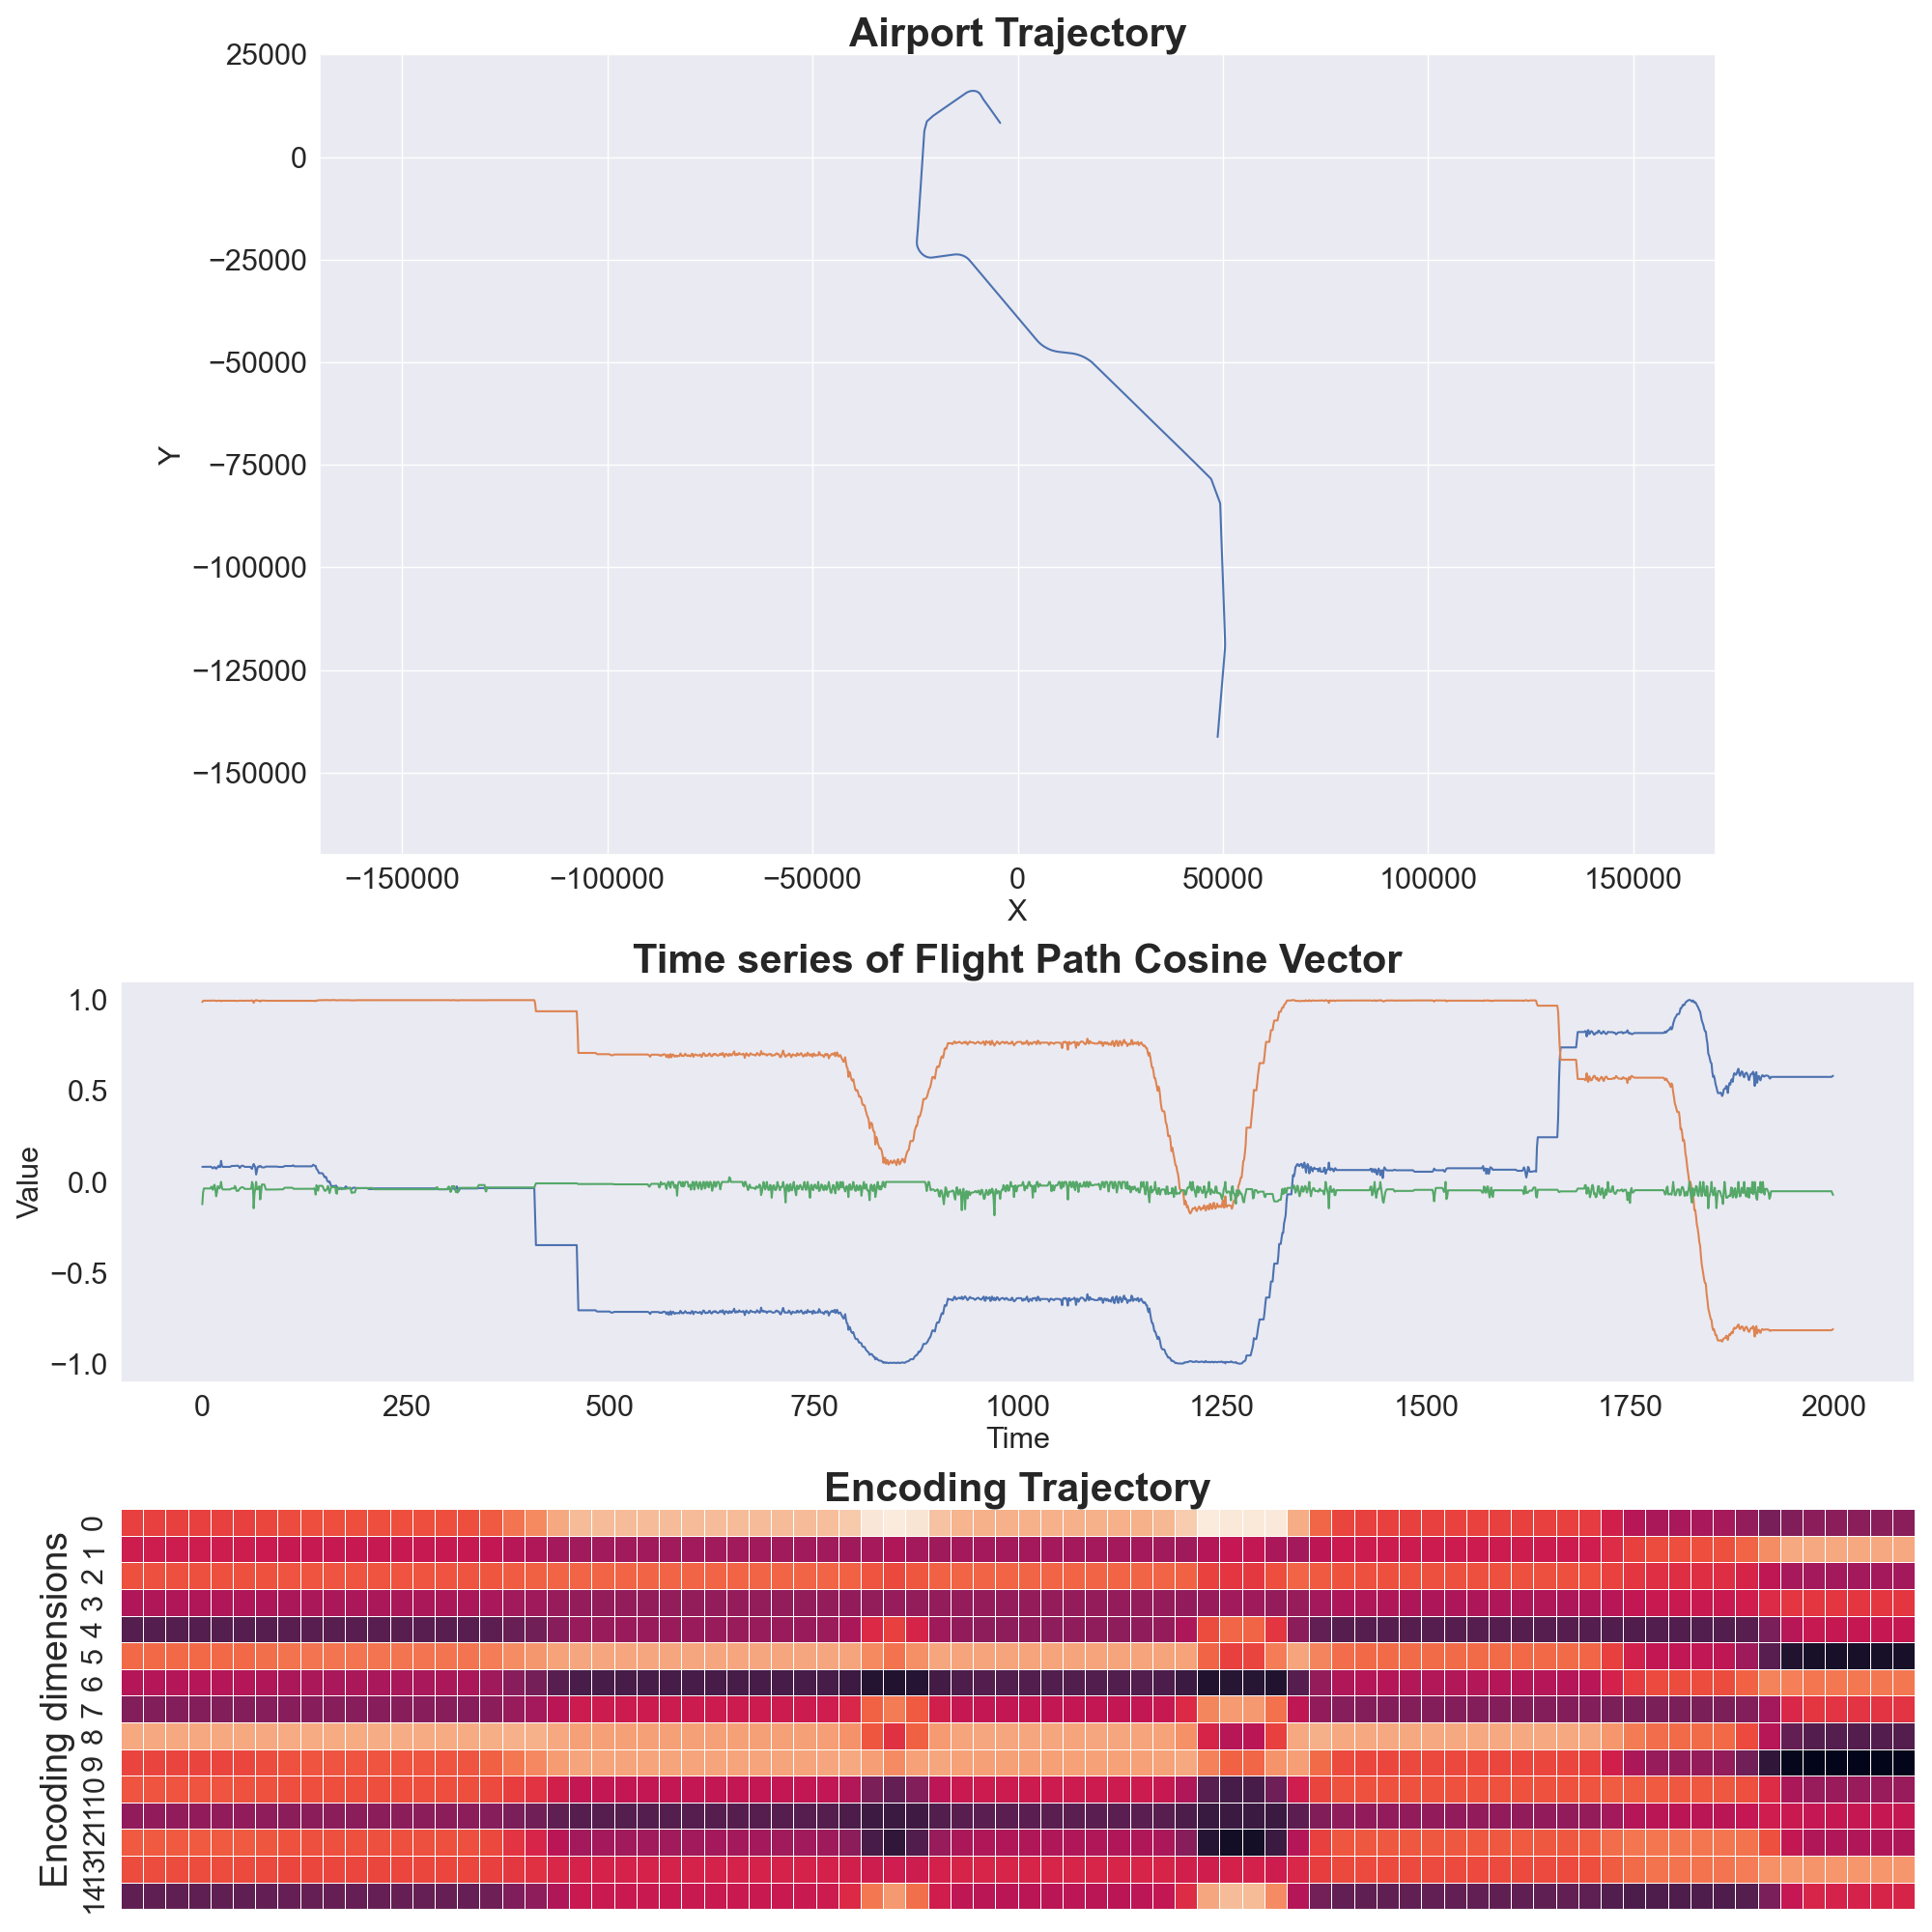 Airport Trajectory
25000
0
−25000
−50000
−75000
−100000
−125000
−150000
Y
−150000 −100000 −50000 0 50000 100000 150000
X
Time series of Flight Path Cosine Vector
1.0
0.5
0.0
−0.5
−1.0
Value
0 250 500 750 1000 1250 1500 1750 2000
Time
Encoding Trajectory
Encoding dimensions
0
1
2
3
4
5
6
7
8
9
10
11
12
13
14